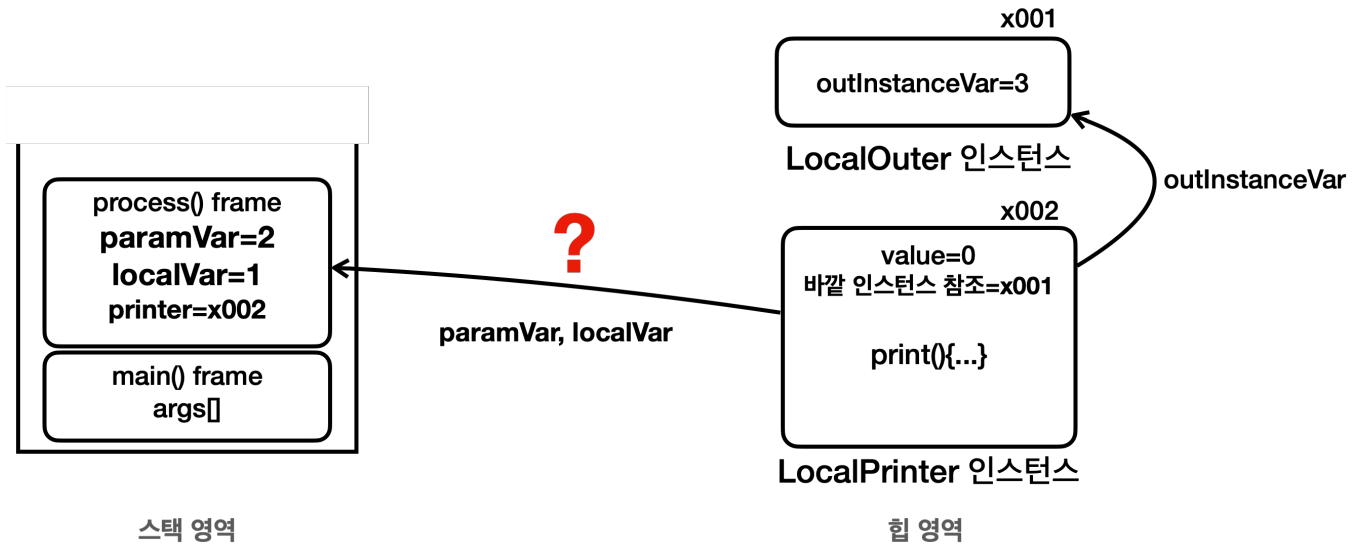 process() frame
paramVar=2
localVar=1
printer=x002
main() frame
args[]
스택 영역
?
paramVar, localVar
x001
outInstanceVar=3
LocalOuter 인스턴스
outInstanceVar
x002
value=0
바깥 인스턴스 참조=x001
print(){...}
LocalPrinter 인스턴스
힙 영역